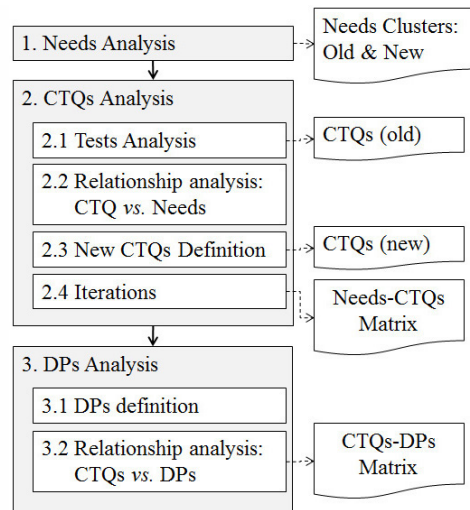 1. Needs Analysis
Needs Clusters:
Old & New
2. CTQs Analysis
2.1 Tests Analysis
CTQs (old)
2.2 Relationship analysis:
CTQ vs. Needs
2.3 New CTQs Definition
CTQs (new)
2.4 Iterations
Needs-CTQs
Matrix
3. DPs Analysis
3.1 DPs definition
3.2 Relationship analysis:
CTQs vs. DPs
CTQs-DPs
Matrix